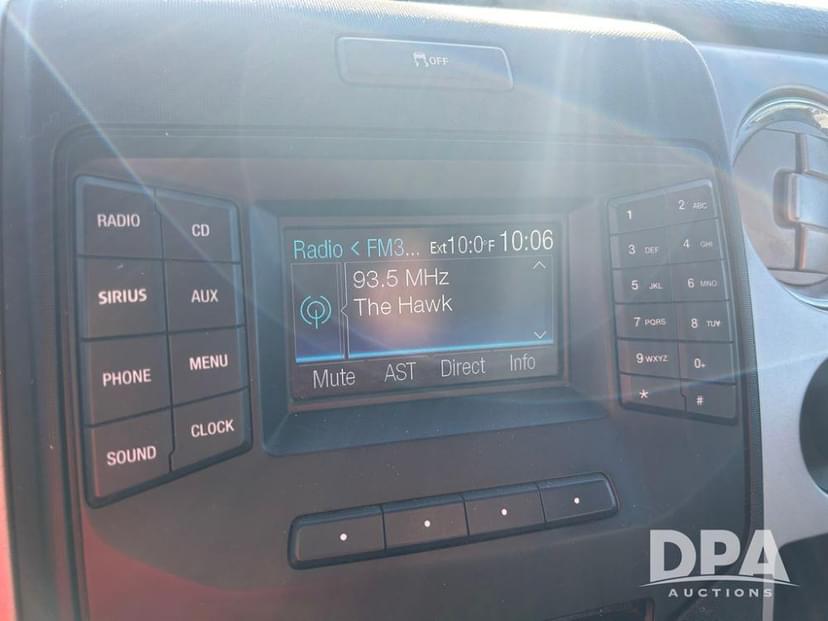 OFF
RADIO
CD
SIRIUS
AUX
PHONE
MENU
SOUND
CLOCK
Radio < FM3... Ext10:0°F 10:06
93.5 MHz
The Hawk
Mute AST Direct Info
1
2 ABC
3 DEF
4 GHI
5 JKL
6 MNO
7 PQRS
8 TUV
9 WXYZ
0+
*
#
DPA
AUCTIONS